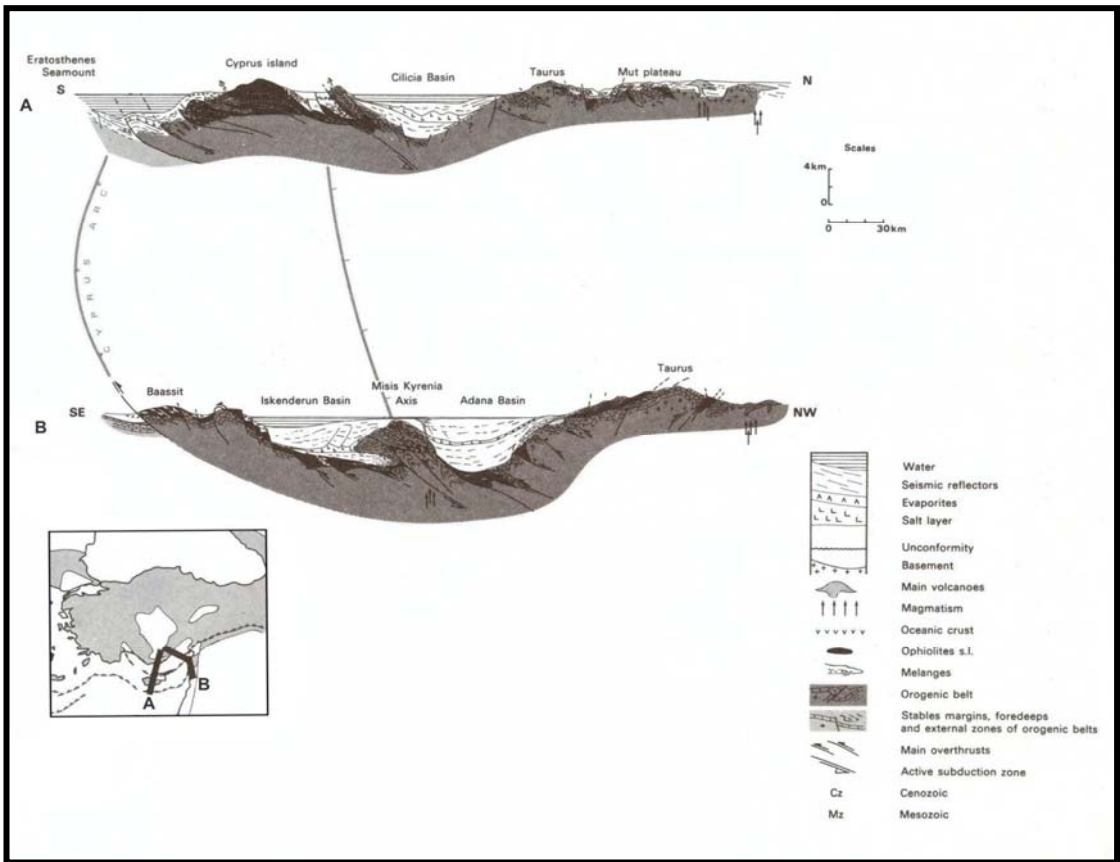 Eratosthenes
Seamount
S
Cyprus island
Cilicia Basin
Taurus
Mut plateau
N
A
Scales
4km
0
0 30km
CYPRUS ARC
Baassit
Iskenderun Basin
Misis Kyrenia
Axis
Adana Basin
Taurus
SE
NW
B
A
B
Water
Seismic reflectors
Evaporites
Salt layer
Unconformity
Basement
Main volcanoes
Magmatism
Oceanic crust
Ophiolites s.l.
Melanges
Orogenic belt
Stables margins, foredeeps
and external zones of orogenic belts
Main overthrusts
Active subduction zone
Cz Cenozoic
Mz Mesozoic